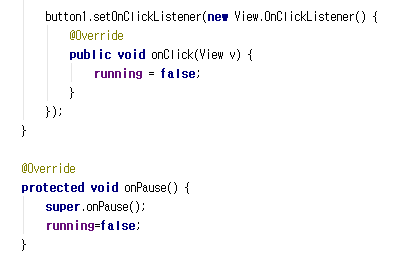 button1.setOnClickListener(new View.OnClickListener() {
@Override
public void onClick(View v) {
running = false;
}
});
}
@Override
protected void onPause() {
super.onPause();
running=false;
}